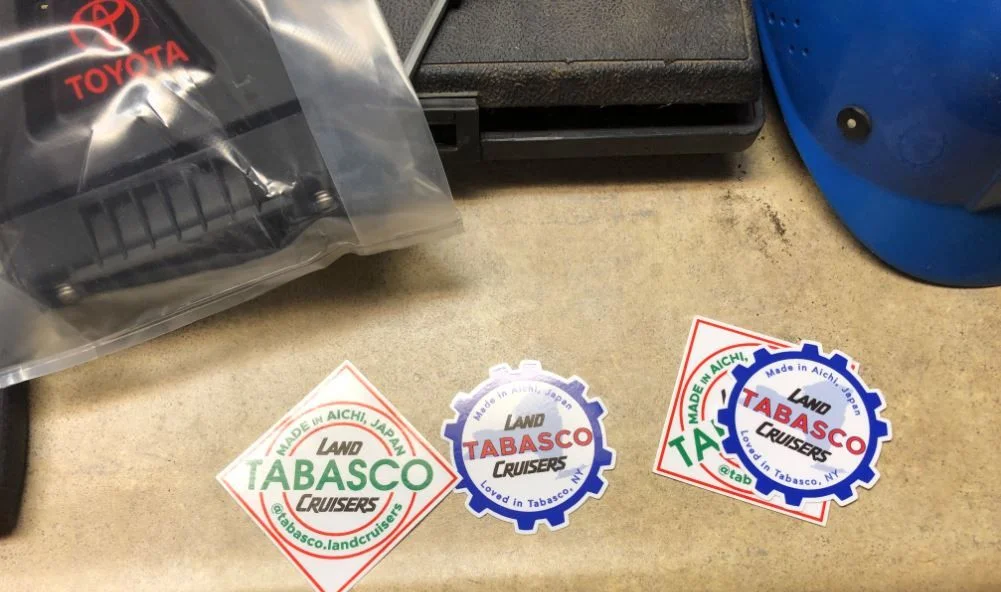 TOYOTA
MADE IN AICHI, JAPAN
LAND
TABASCO
CRUISERS
@tabasco.landcruisers
Made in Aichi, Japan
LAND
TABASCO
CRUISERS
Loved in Tabasco, NY
MADE IN AICHI,
TA
@tab
Made in Aichi, Japan
LAND
TABASCO
CRUISERS
Loved in Tabasco, NY